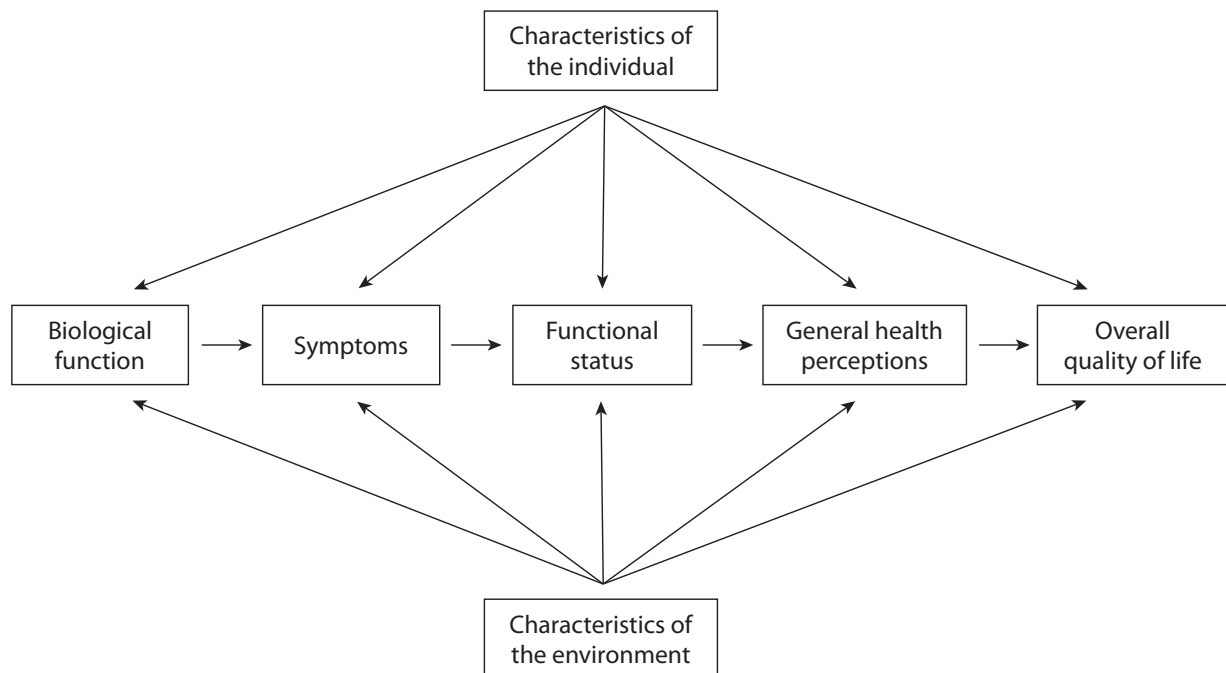 Characteristics of
the individual
Biological
function
Symptoms
Functional
status
General health
perceptions
Overall
quality of life
Characteristics of
the environment